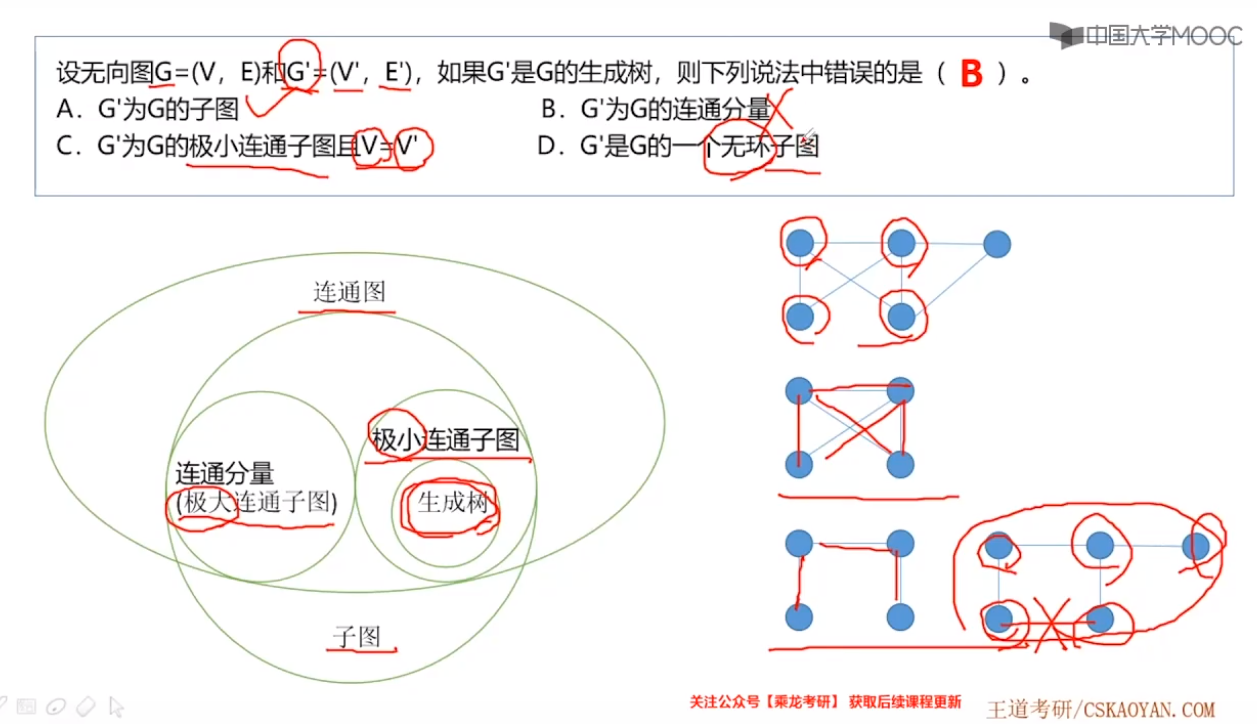 中国大学MOOC
设无向图G=(V，E)和G'=(V'，E')，如果G'是G的生成树，则下列说法中错误的是（ B ）。
A．G'为G的子图
B．G'为G的连通分量
C．G'为G的极小连通子图且V=V'
D．G'是G的一个无环子图
连通图
极小连通子图
连通分量
(极大连通子图)
生成树
子图
关注公众号【乘龙考研】 获取后续课程更新
王道考研/CSKAOYAN.COM